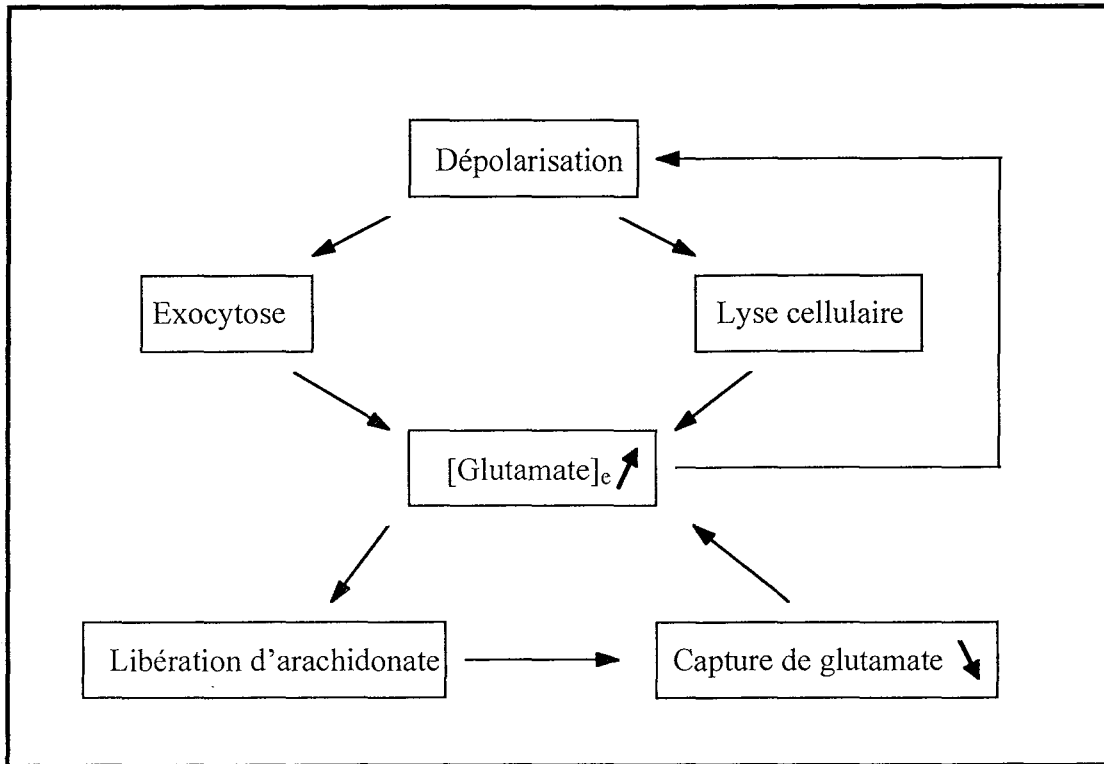 Dépolarisation
Exocytose
Lyse cellulaire
[Glutamate]e
Libération d'arachidonate
Capture de glutamate